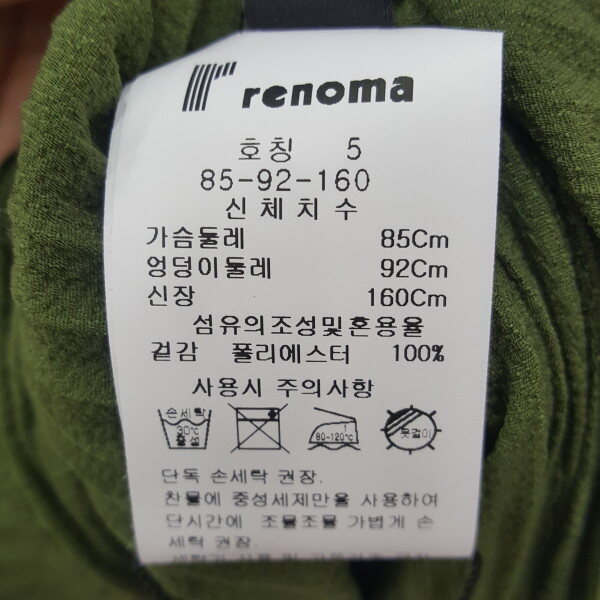 renoma
호칭 5
85-92-160
신체치수
가슴둘레 85Cm
엉덩이둘레 92Cm
신장 160Cm
섬유의조성및혼용율
겉감 폴리에스터 100%
사용시 주의사항
손세탁 30℃ 중성
80-120℃
옷걸이
단독 손세탁 권장.
찬물에 중성세제만을 사용하여
단시간에 조물조물 가볍게 손
세탁 권장.